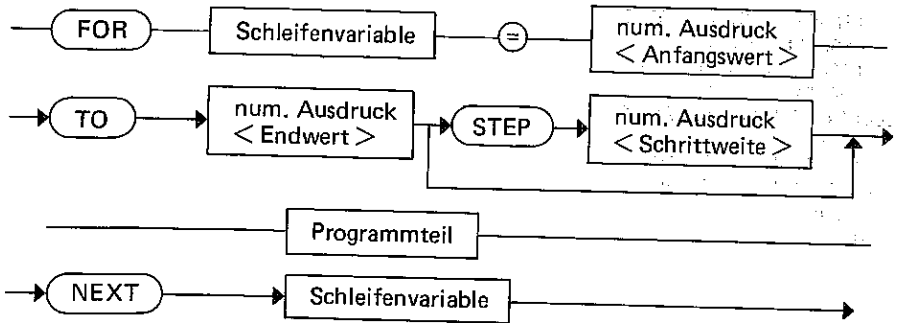 FOR Schleifenvariable = num. Ausdruck
< Anfangswert >
TO num. Ausdruck
< Endwert > STEP num. Ausdruck
< Schrittweite >
Programmteil
NEXT Schleifenvariable